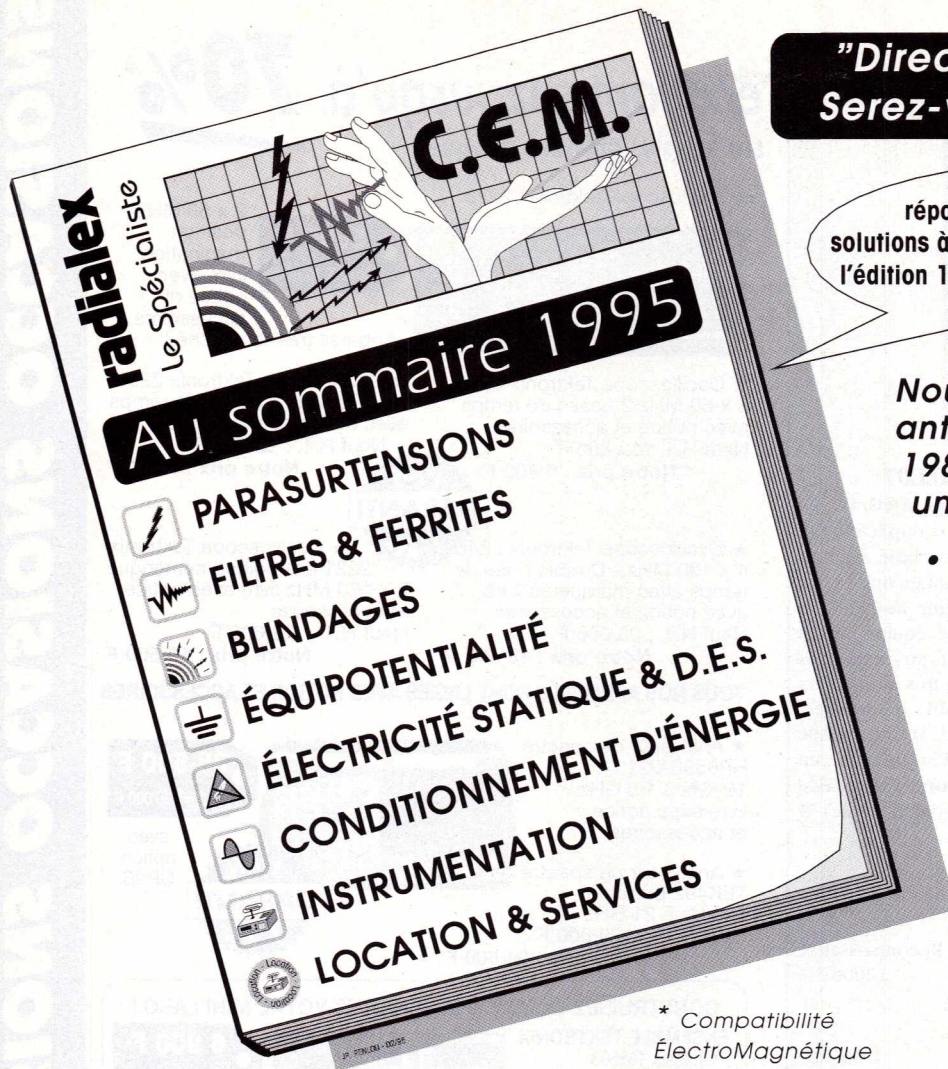 radialex
Le Spécialiste
C.E.M.
Au sommaire 1995
PARASURTENSIONS
FILTRES & FERRITES
BLINDAGES
ÉQUIPOTENTIALITÉ
ÉLECTRICITÉ STATIQUE & D.E.S.
CONDITIONNEMENT D'ÉNERGIE
INSTRUMENTATION
LOCATION & SERVICES
"Direc
Serez-
répo
solutions à
l'édition 1
Nou
ant
198
un
•
* Compatibilité
ÉlectroMagnétique